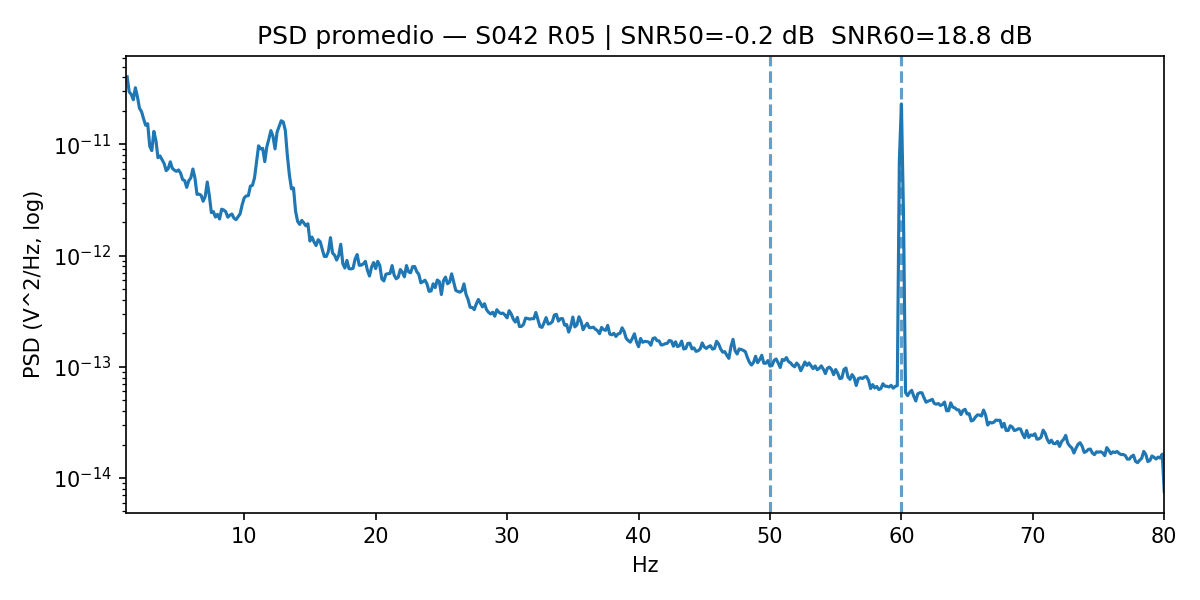 PSD promedio — S042 R05 | SNR50=-0.2 dB  SNR60=18.8 dB
PSD (V^2/Hz, log)
10⁻¹¹
10⁻¹²
10⁻¹³
10⁻¹⁴
10 20 30 40 50 60 70 80
Hz